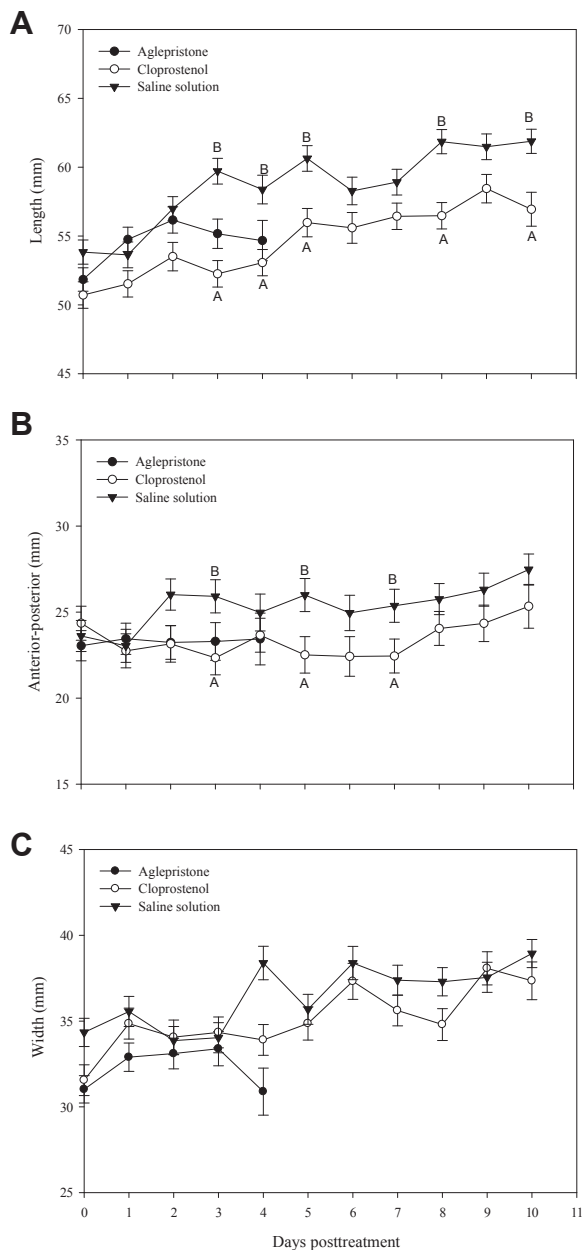 A
70
65
60
55
50
45
Length (mm)
Aglepristone
Cloprostenol
Saline solution
B
B
B
B
B
A
A
A
A
A
B
35
30
25
20
15
Anterior-posterior (mm)
Aglepristone
Cloprostenol
Saline solution
B
B
B
A
A
A
C
45
40
35
30
25
Width (mm)
Aglepristone
Cloprostenol
Saline solution
0 1 2 3 4 5 6 7 8 9 10 11
Days posttreatment